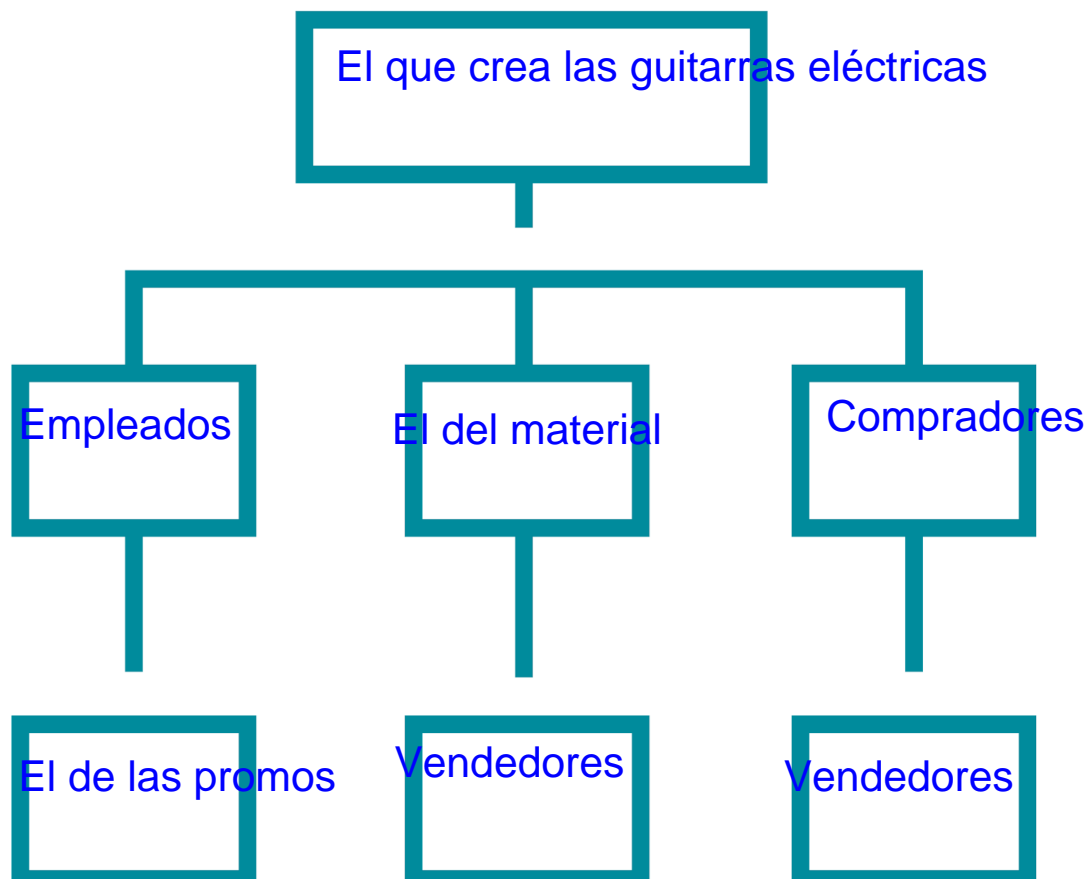 El que crea las guitarras eléctricas
Empleados
El del material
Compradores
El de las promos
Vendedores
Vendedores